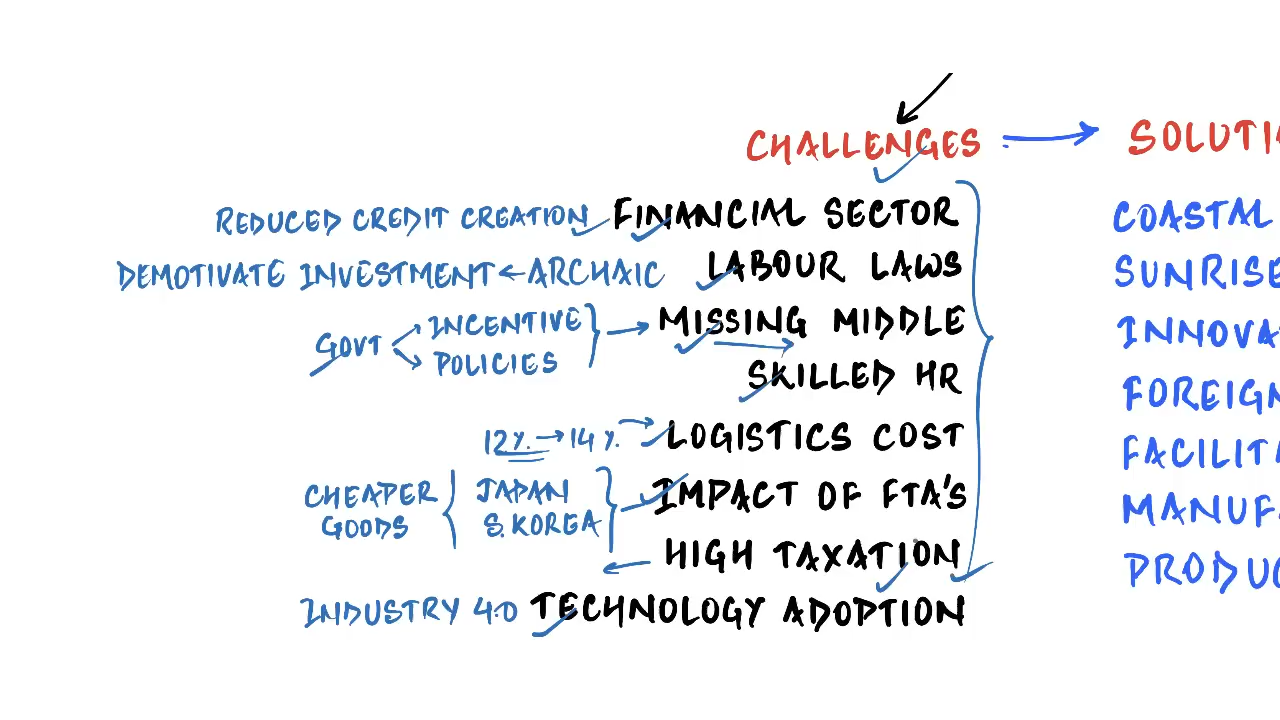 CHALLENGES
REDUCED CREDIT CREATION FINANCIAL SECTOR
DEMOTIVATE INVESTMENT ← ARCHAIC LABOUR LAWS
GOVT INCENTIVE POLICIES → MISSING MIDDLE
SKILLED HR
12%. → 14%. LOGISTICS COST
CHEAPER GOODS JAPAN S. KOREA IMPACT OF FTA'S
HIGH TAXATION
INDUSTRY 4.0 TECHNOLOGY ADOPTION
SOLUTI
COASTAL
SUNRISE
INNOVA
FOREIGN
FACILIT
MANUF
PRODUC